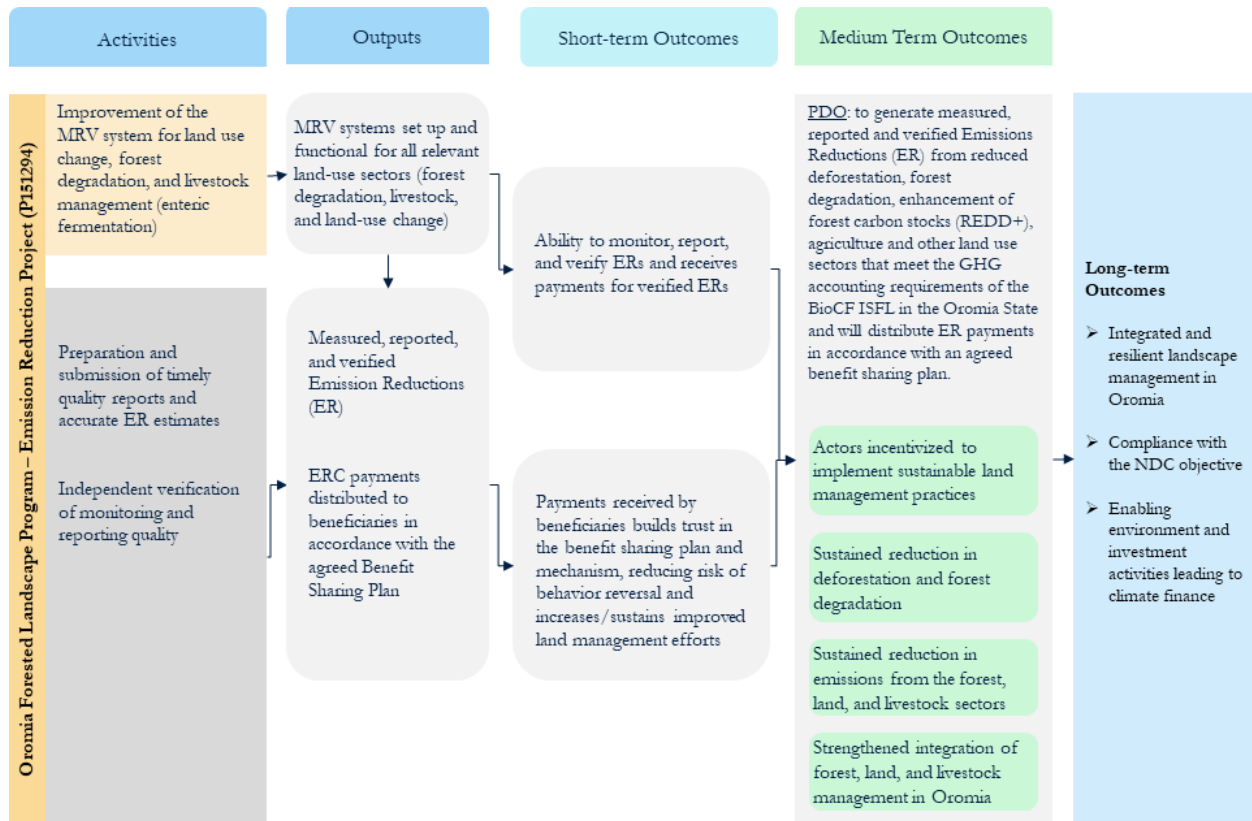 Activities
Outputs
Short-term Outcomes
Medium Term Outcomes
Oromia Forested Landscape Program – Emission Reduction Project (P151294)
Improvement of the
MRV system for land use
change, forest
degradation, and livestock
management (enteric
fermentation)
Preparation and
submission of timely
quality reports and
accurate ER estimates
Independent verification
of monitoring and
reporting quality
MRV systems set up and
functional for all relevant
land-use sectors (forest
degradation, livestock,
and land-use change)
Measured, reported,
and verified
Emission Reductions
(ER)
ERC payments
distributed to
beneficiaries in
accordance with the
agreed Benefit
Sharing Plan
Ability to monitor, report,
and verify ERs and receives
payments for verified ERs
Payments received by
beneficiaries builds trust in
the benefit sharing plan and
mechanism, reducing risk of
behavior reversal and
increases/sustains improved
land management efforts
PDO: to generate measured,
reported and verified Emissions
Reductions (ER) from reduced
deforestation, forest
degradation, enhancement of
forest carbon stocks (REDD+),
agriculture and other land use
sectors that meet the GHG
accounting requirements of the
BioCF ISFL in the Oromia State
and will distribute ER payments
in accordance with an agreed
benefit sharing plan.
Actors incentivized to
implement sustainable land
management practices
Sustained reduction in
deforestation and forest
degradation
Sustained reduction in
emissions from the forest,
land, and livestock sectors
Strengthened integration of
forest, land, and livestock
management in Oromia
Long-term
Outcomes
➢ Integrated and
resilient landscape
management in
Oromia
➢ Compliance with
the NDC objective
➢ Enabling
environment and
investment
activities leading to
climate finance